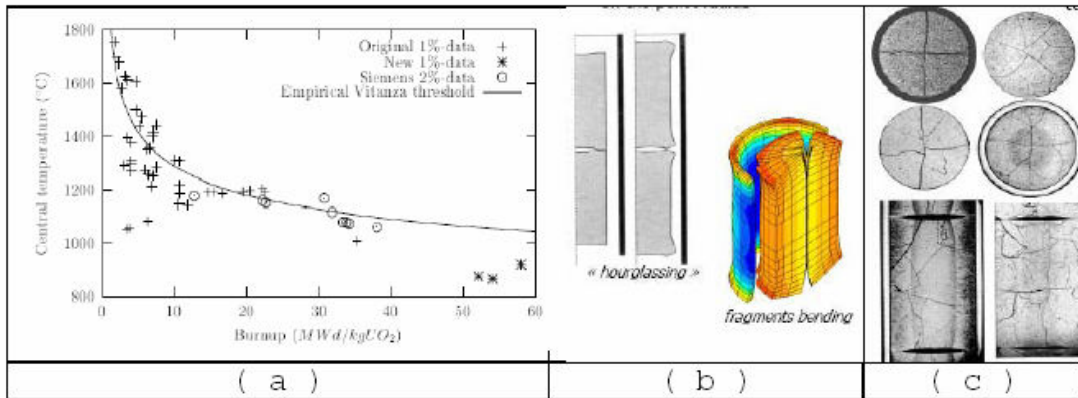 1800
1600
1400
1200
1000
800
Central temperature (°C)
Original 1%-data
New 1%-data
Siemens 2%-data
Empirical Vitanza threshold
0 10 20 30 40 50 60
Burnup (MWd/kgUO₂)
« hourglassing »
fragments bending
( a ) ( b ) ( c )